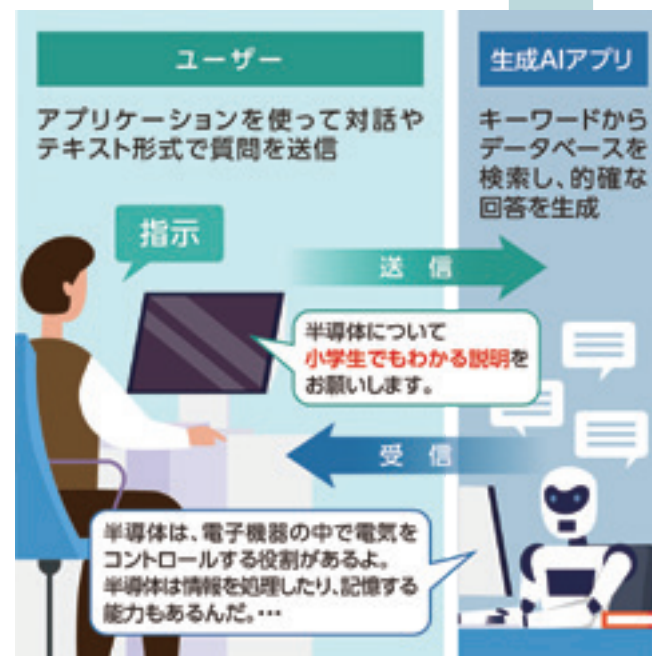 ユーザー
アプリケーションを使って対話や
テキスト形式で質問を送信
指示
生成AIアプリ
キーワードから
データベースを
検索し、的確な
回答を生成
送信
半導体について
小学生でもわかる説明を
お願いします。
受信
半導体は、電子機器の中で電気を
コントロールする役割があるよ。
半導体は情報を処理したり、記憶する
能力もあるんだ。…